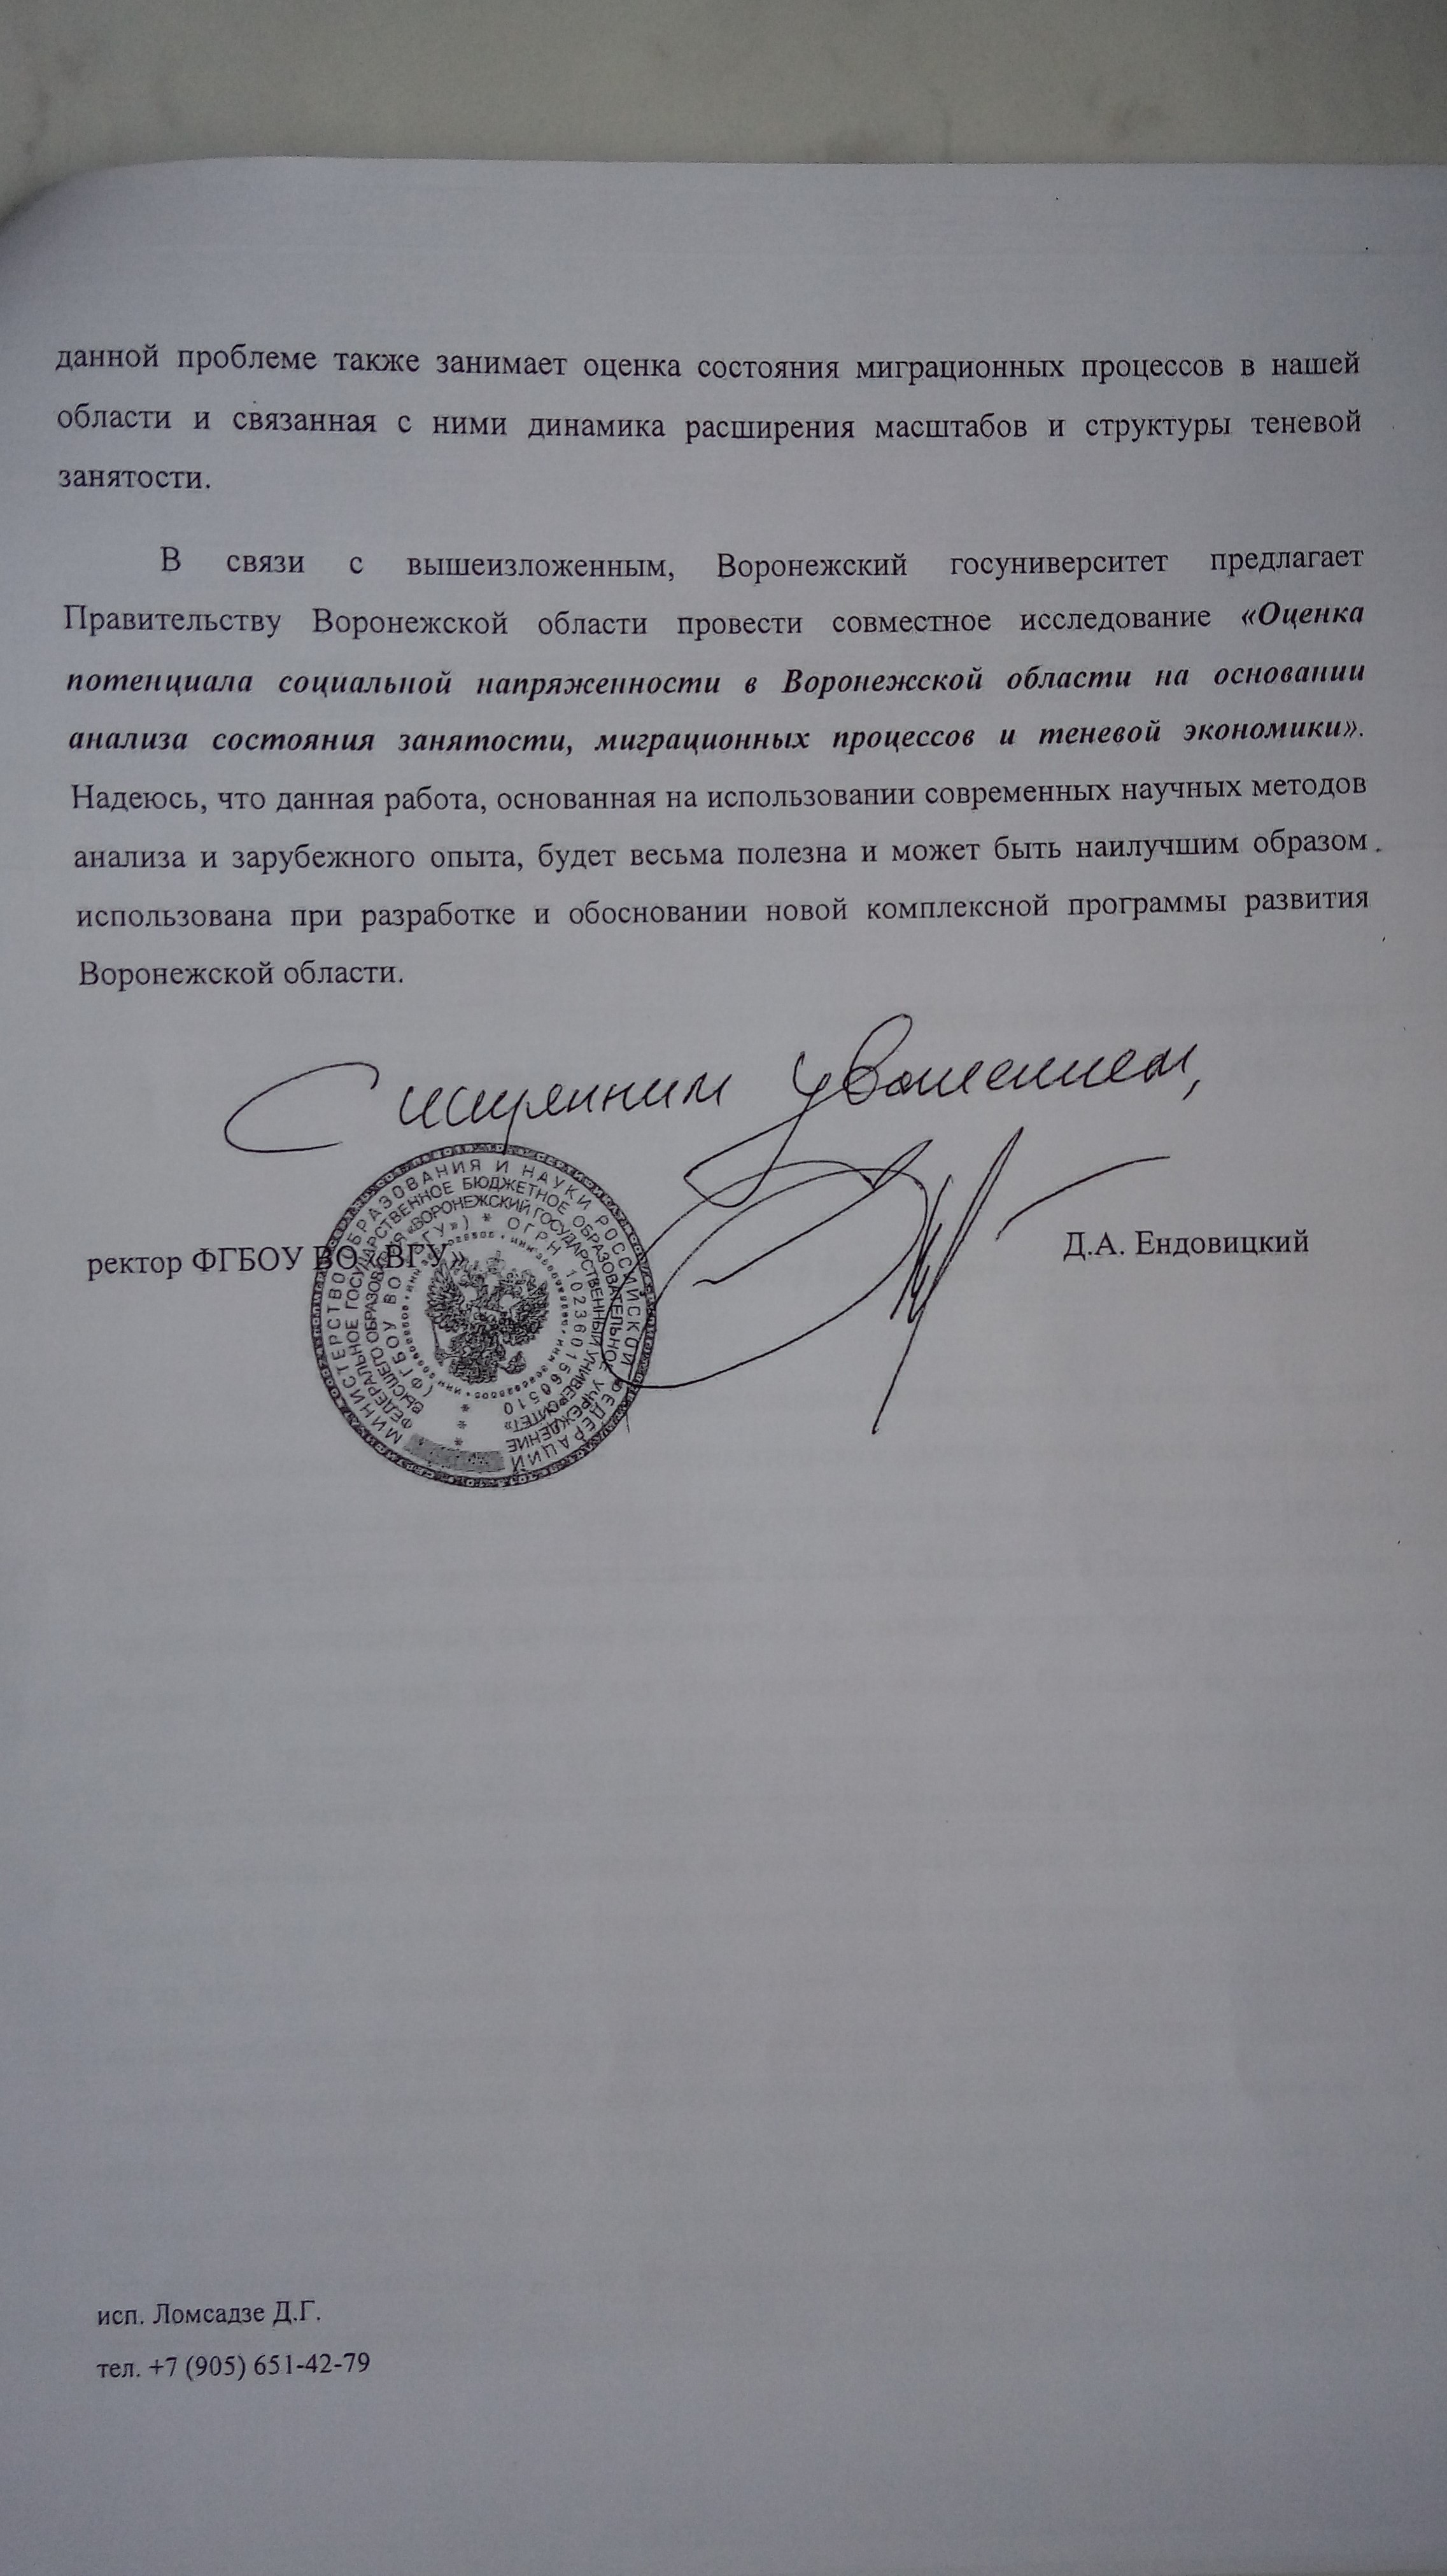 данной проблеме также занимает оценка состояния миграционных процессов в нашей
области и связанная с ними динамика расширения масштабов и структуры теневой
занятости.
В связи с вышеизложенным, Воронежский госуниверситет предлагает
Правительству Воронежской области провести совместное исследование «Оценка
потенциала социальной напряженности в Воронежской области на основании
анализа состояния занятости, миграционных процессов и теневой экономики».
Надеюсь, что данная работа, основанная на использовании современных научных методов
анализа и зарубежного опыта, будет весьма полезна и может быть наилучшим образом
использована при разработке и обосновании новой комплексной программы развития
Воронежской области.
С искренним уважением,
ректор ФГБОУ ВО «ВГУ»
Д.А. Ендовицкий
МИНИСТЕРСТВО ОБРАЗОВАНИЯ И НАУКИ РОССИЙСКОЙ ФЕДЕРАЦИИ
ФЕДЕРАЛЬНОЕ ГОСУДАРСТВЕННОЕ БЮДЖЕТНОЕ ОБРАЗОВАТЕЛЬНОЕ УЧРЕЖДЕНИЕ
ВЫСШЕГО ОБРАЗОВАНИЯ «ВОРОНЕЖСКИЙ ГОСУДАРСТВЕННЫЙ УНИВЕРСИТЕТ»
(ФГБОУ ВО «ВГУ») * ОГРН 1023601560510
исп. Ломсадзе Д.Г.
тел. +7 (905) 651-42-79